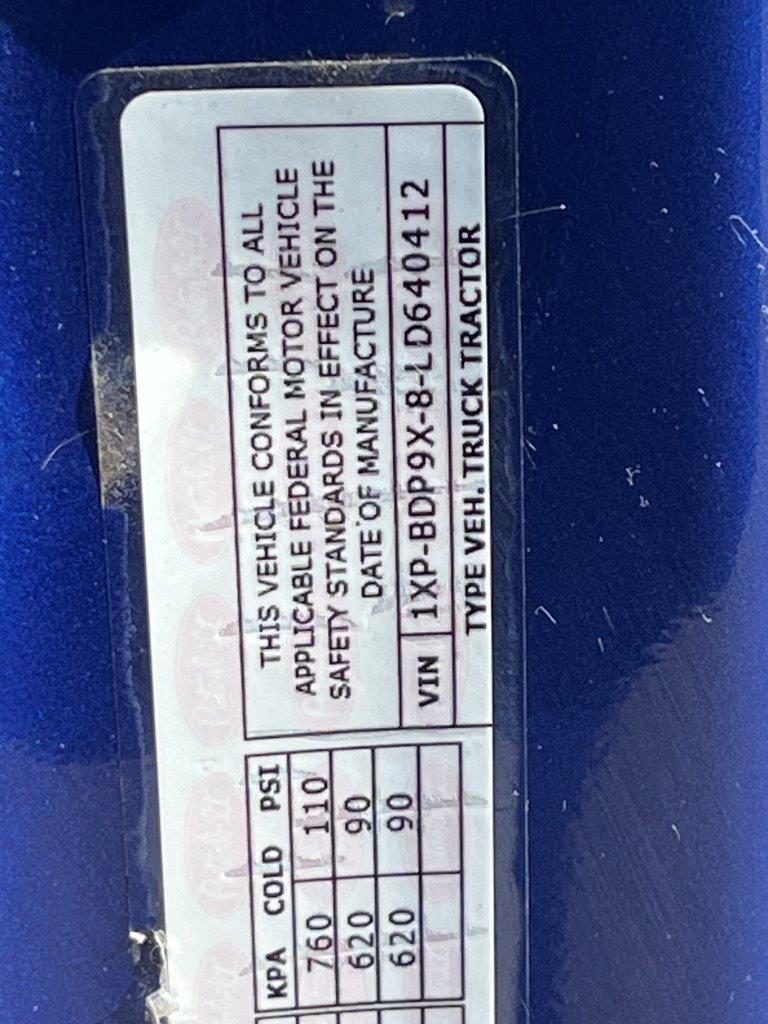 THIS VEHICLE CONFORMS TO ALL
APPLICABLE FEDERAL MOTOR VEHICLE
SAFETY STANDARDS IN EFFECT ON THE
DATE OF MANUFACTURE
VIN 1XP-BDP9X-8-LD640412
TYPE VEH. TRUCK TRACTOR
KPA COLD PSI
760 110
620 90
620 90